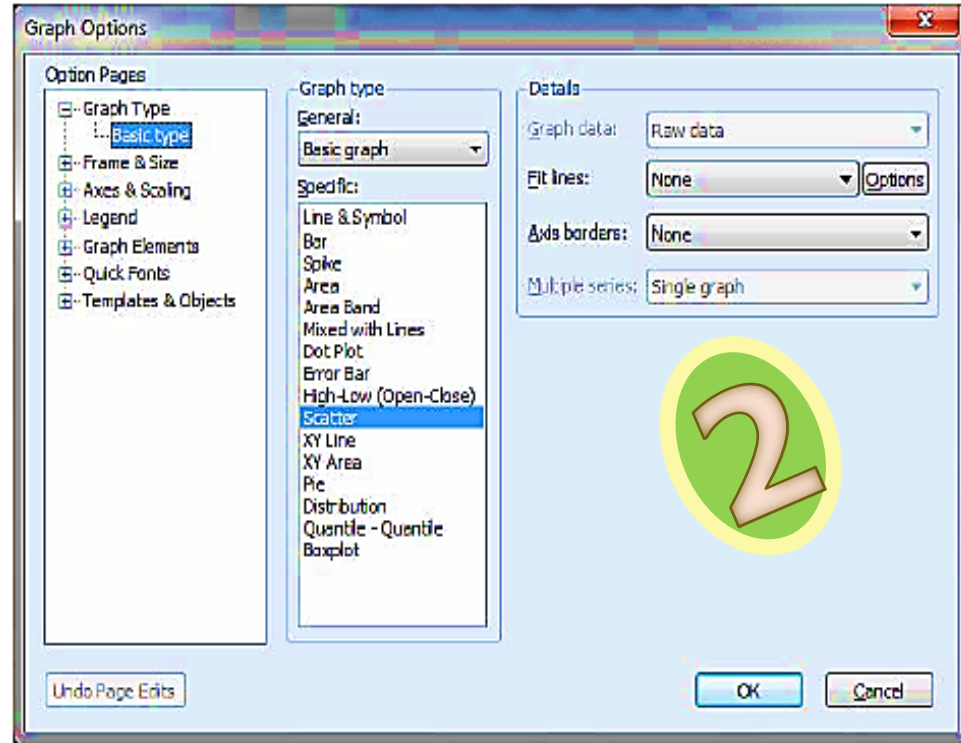 Graph Options
Option Pages
Graph Type
Basic type
Frame & Size
Axes & Scaling
Legend
Graph Elements
Quick Fonts
Templates & Objects
Undo Page Edits
Graph type
General:
Basic graph
Specific:
Line & Symbol
Bar
Spike
Area
Area Band
Mixed with Lines
Dot Plot
Error Bar
High-Low (Open-Close)
Scatter
XY Line
XY Area
Pie
Distribution
Quantile - Quantile
Boxplot
Details
Graph data: Raw data
Fit lines: None Options
Axis borders: None
Multiple series: Single graph
2
OK Cancel